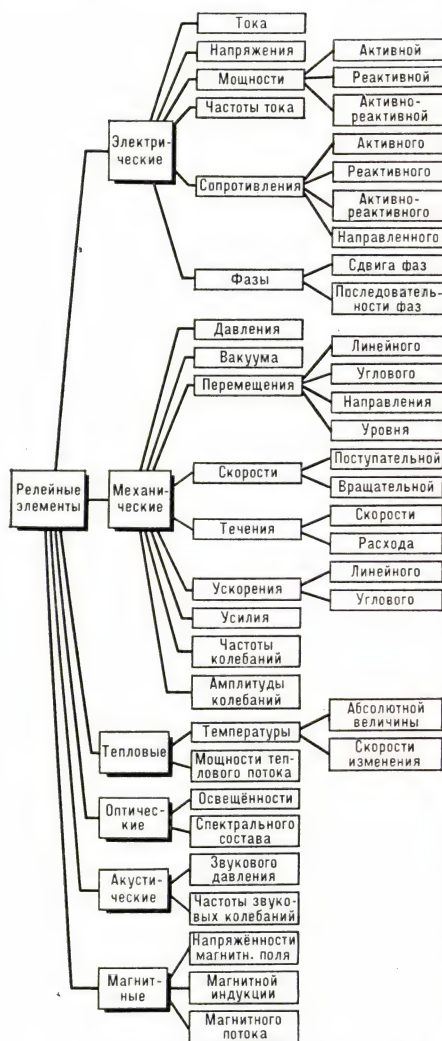 Тока
Напряжения
Активной
Мощности
Реактивной
Активно-
реактивной
Частоты тока
Электри-
ческие
Активного
Реактивного
Сопротивления
Активно-
реактивного
Направленного
Сдвига фаз
Фазы
Последователь-
ности фаз
Давления
Вакуума
Линейного
Перемещения
Углового
Направления
Уровня
Релейные
элементы
Механи-
ческие
Скорости
Поступательной
Вращательной
Течения
Скорости
Расхода
Ускорения
Линейного
Углового
Усилия
Частоты
колебаний
Амплитуды
колебаний
Тепловые
Температуры
Абсолютной
величины
Скорости
изменения
Мощности теп-
лового потока
Оптичес-
кие
Освещённости
Спектрального
состава
Акусти-
ческие
Звукового
давления
Частоты звуко-
вых колебаний
Магнит-
ные
Напряжённости
магнитн. поля
Магнитной
индукции
Магнитного
потока